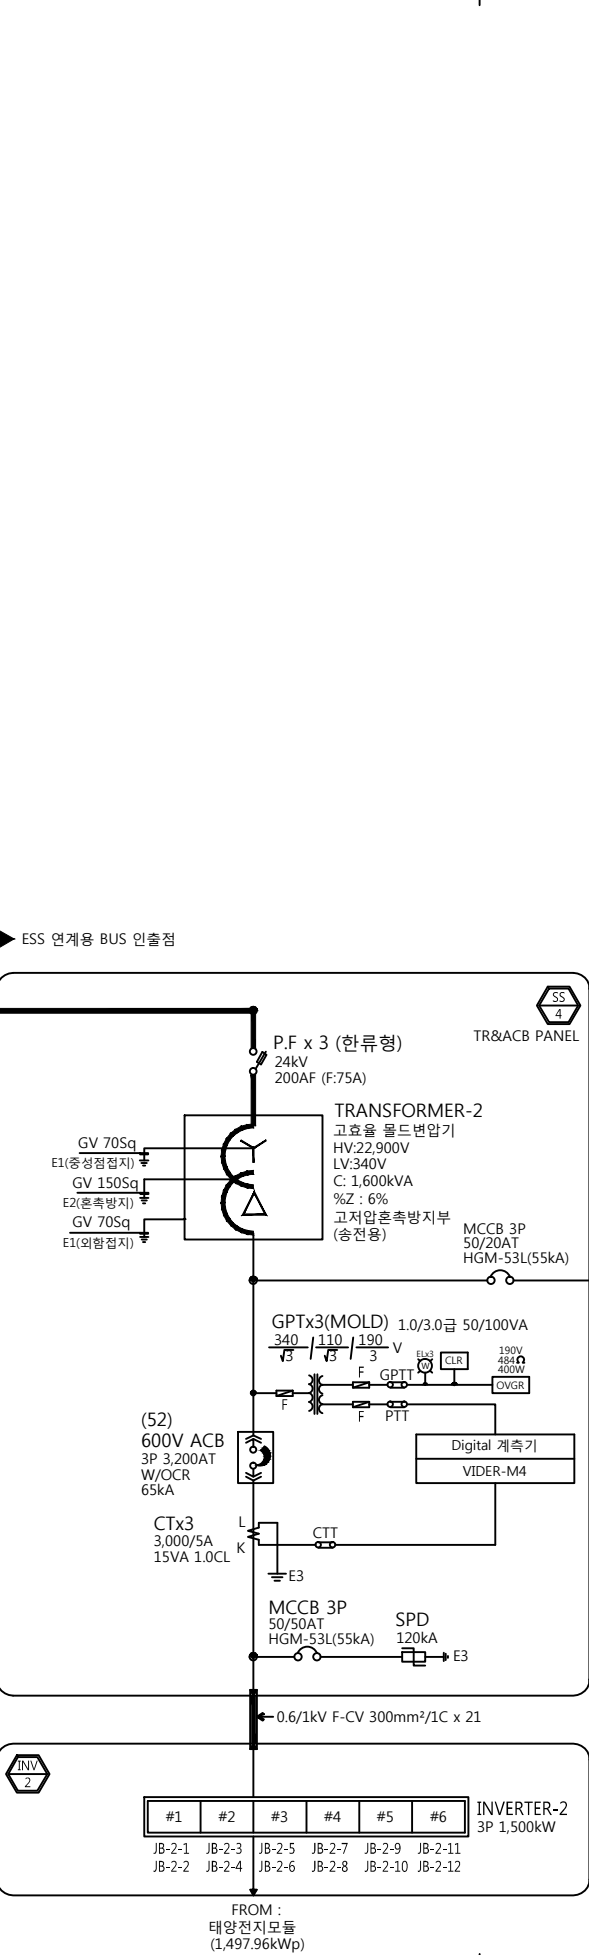 ESS 연계용 BUS 인출점
SS
4
TR&ACB PANEL
P.F x 3 (한류형)
24kV
200AF (F:75A)
TRANSFORMER-2
고효율 몰드변압기
HV:22,900V
LV:340V
C: 1,600kVA
%Z : 6%
고저압혼촉방지부
(송전용)
GV 70Sq
E1(중성점접지)
GV 150Sq
E2(혼촉방지)
GV 70Sq
E1(외함접지)
MCCB 3P
50/20AT
HGM-53L(55kA)
GPTx3(MOLD) 1.0/3.0급 50/100VA
340/√3 / 110/√3 / 190/3 V
F
F
GPTT
ELx3
W
CLR
190V
484Ω
400W
OVGR
F
PTT
Digital 계측기
VIDER-M4
(52)
600V ACB
3P 3,200AT
W/OCR
65kA
CTx3
3,000/5A
15VA 1.0CL
L
K
CTT
E3
MCCB 3P
50/50AT
HGM-53L(55kA)
SPD
120kA
E3
0.6/1kV F-CV 300mm²/1C x 21
INV
2
#1 #2 #3 #4 #5 #6
INVERTER-2
3P 1,500kW
JB-2-1 JB-2-3 JB-2-5 JB-2-7 JB-2-9 JB-2-11
JB-2-2 JB-2-4 JB-2-6 JB-2-8 JB-2-10 JB-2-12
FROM :
태양전지모듈
(1,497.96kWp)